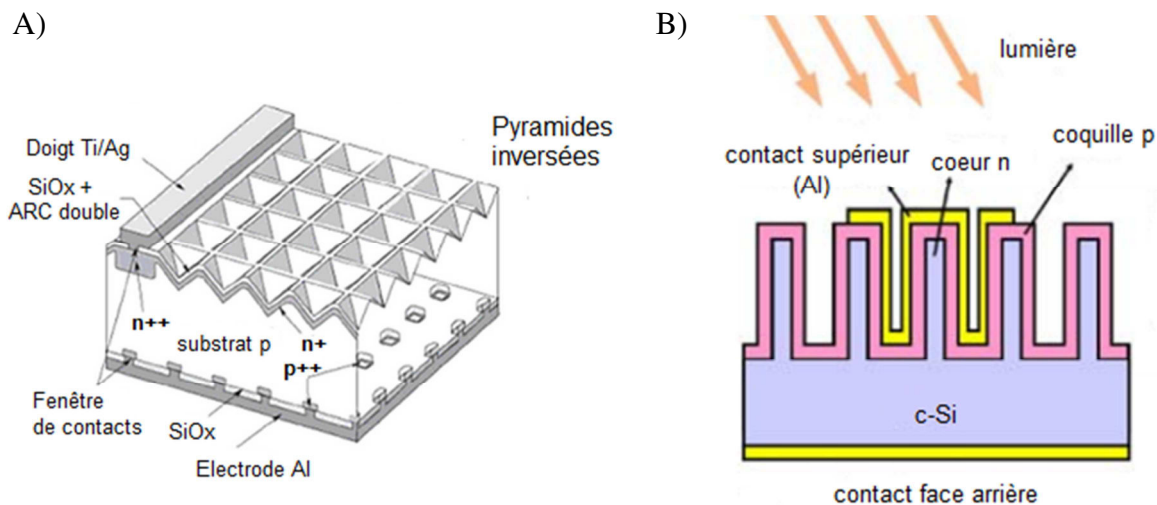 A)
Pyramides
inversées
Doigt Ti/Ag
SiOx +
ARC double
n++
substrat p
n+
p++
Fenêtre
de contacts
SiOx
Electrode Al
B)
lumière
contact supérieur
(Al)
coeur n
coquille p
c-Si
contact face arrière